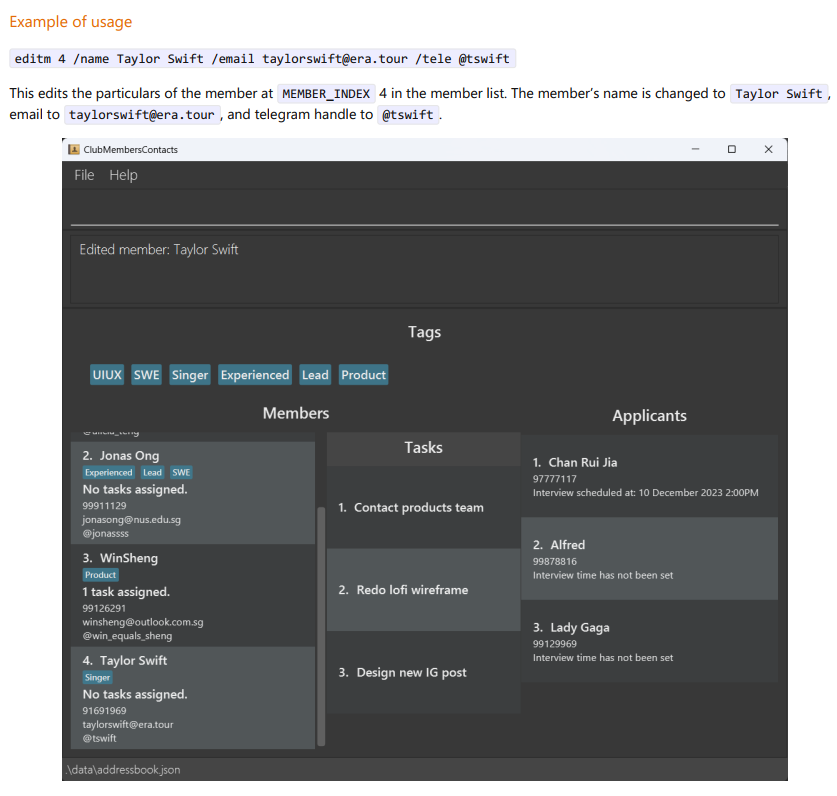 Example of usage
editm 4 /name Taylor Swift /email taylorswift@era.tour /tele @tswift
This edits the particulars of the member at MEMBER_INDEX 4 in the member list. The member’s name is changed to Taylor Swift,
email to taylorswift@era.tour, and telegram handle to @tswift.
ClubMembersContacts
File Help
Edited member: Taylor Swift
Tags
UIUX SWE Singer Experienced Lead Product
Members
2. Jonas Ong
Experienced Lead SWE
No tasks assigned.
99911129
jonasong@nus.edu.sg
@jonassss
3. WinSheng
Product
1 task assigned.
99126291
winsheng@outlook.com.sg
@win_equals_sheng
4. Taylor Swift
Singer
No tasks assigned.
91691969
taylorswift@era.tour
@tswift
Tasks
1. Contact products team
2. Redo lofi wireframe
3. Design new IG post
Applicants
1. Chan Rui Jia
97777117
Interview scheduled at: 10 December 2023 2:00PM
2. Alfred
99878816
Interview time has not been set
3. Lady Gaga
99129969
Interview time has not been set
.\data\addressbook.json